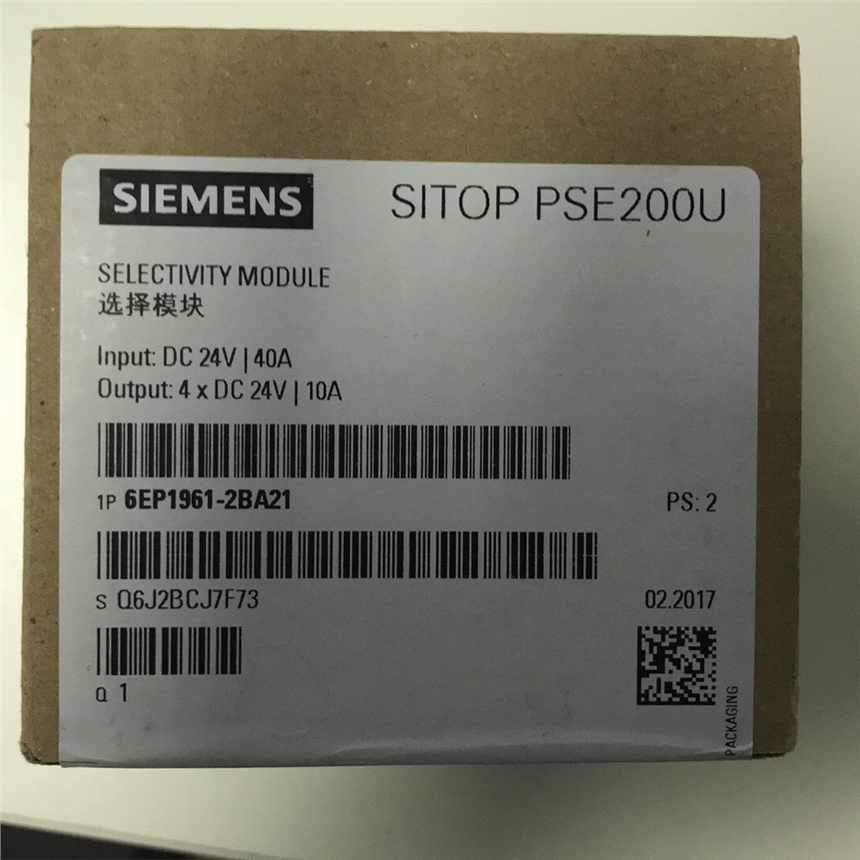 SIEMENS
SITOP PSE200U
SELECTIVITY MODULE
选择模块
Input: DC 24V | 40A
Output: 4 x DC 24V | 10A
1P 6EP1961-2BA21
PS: 2
S Q6J2BCJ7F73
02.2017
Q 1
PACKAGING